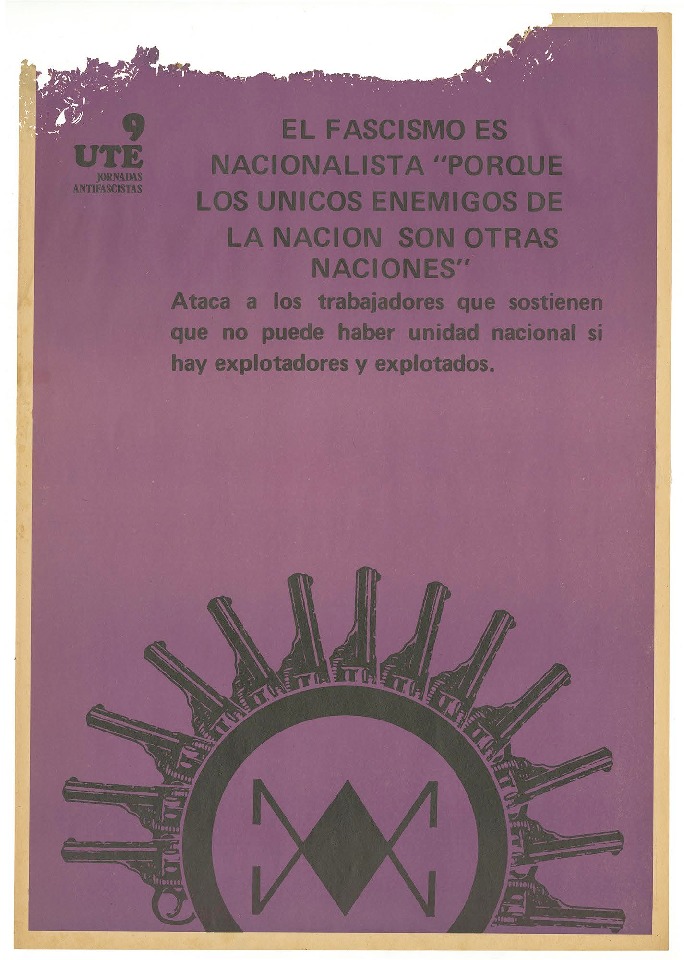 9
UTE
JORNADAS
ANTIFASCISTAS
EL FASCISMO ES
NACIONALISTA "PORQUE
LOS UNICOS ENEMIGOS DE
LA NACION SON OTRAS
NACIONES"
Ataca a los trabajadores que sostienen
que no puede haber unidad nacional si
hay explotadores y explotados.